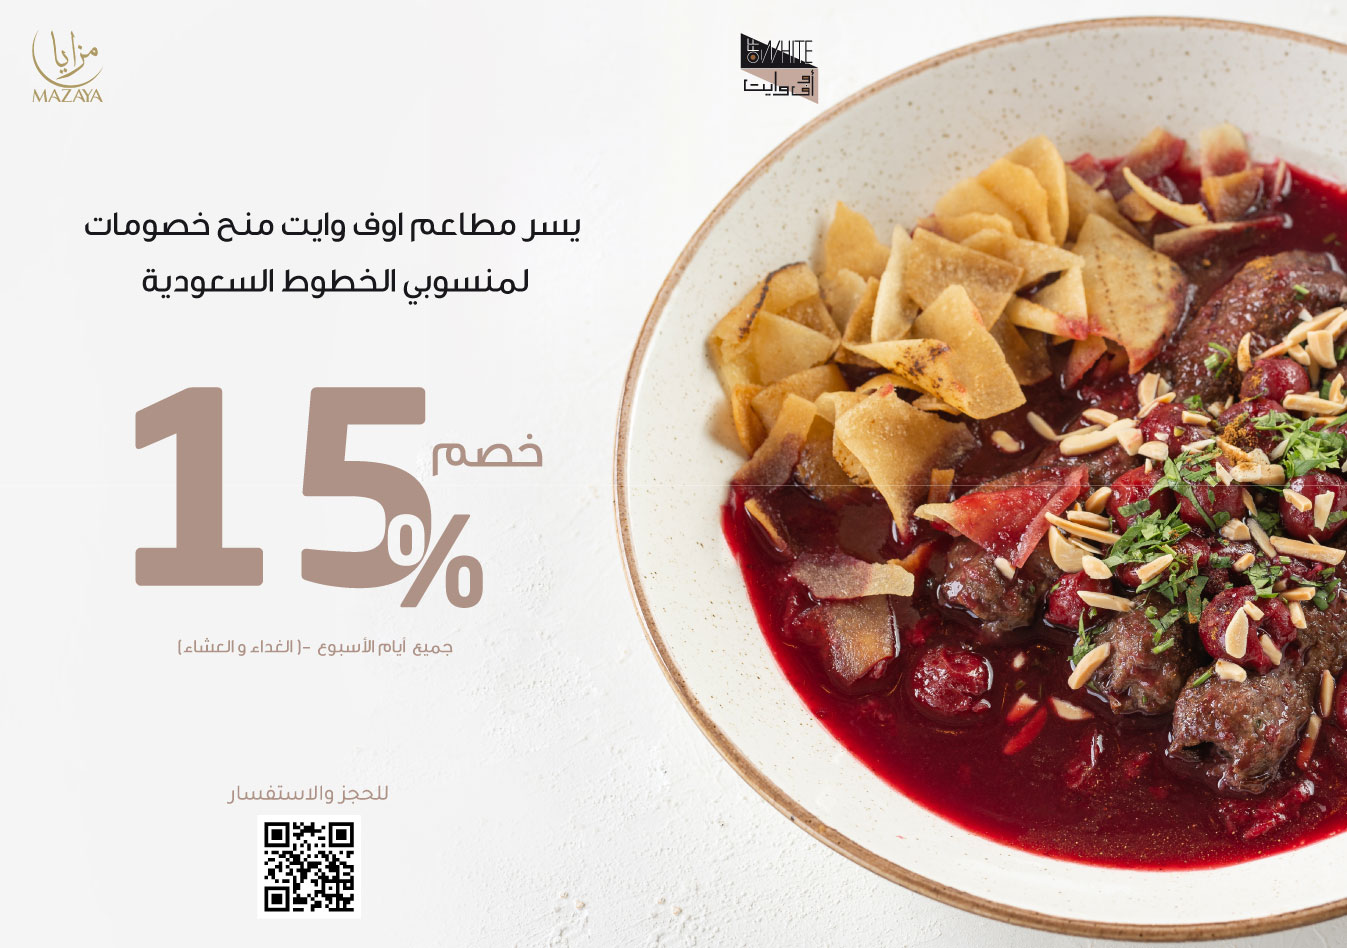 مزايا
MAZAYA
OFF WHITE
أوف وايت
يسر مطاعم اوف وايت منح خصومات
لمنسوبي الخطوط السعودية
خصم
15%
جميع أيام الأسبوع -( الغداء و العشاء)
للحجز والاستفسار